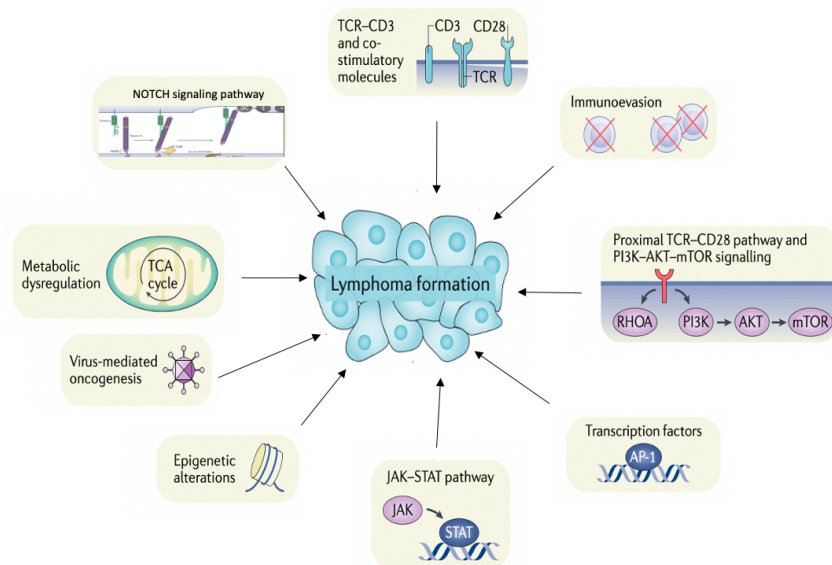 TCR–CD3
and co-
stimulatory
molecules
CD3
CD28
TCR
NOTCH signaling pathway
Immunoevasion
Metabolic
dysregulation
TCA
cycle
Lymphoma formation
Proximal TCR–CD28 pathway and
PI3K–AKT–mTOR signalling
RHOA
PI3K
AKT
mTOR
Virus-mediated
oncogenesis
Epigenetic
alterations
JAK–STAT pathway
JAK
STAT
Transcription factors
AP-1